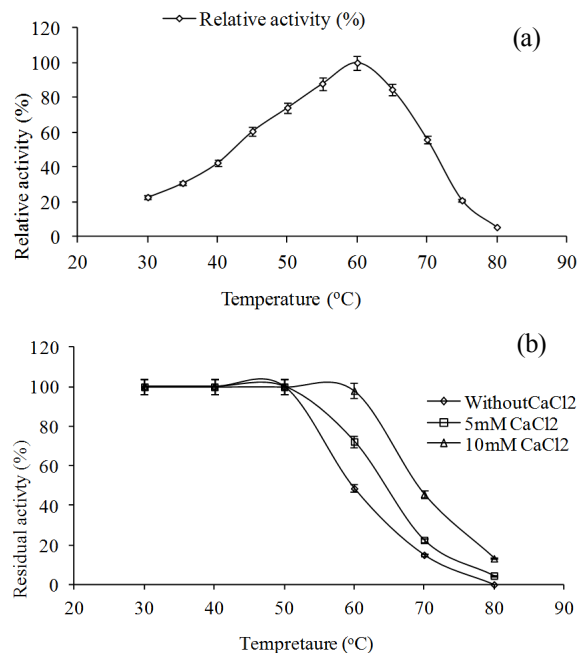 Relative activity (%)
(a)
Relative activity (%)
120
100
80
60
40
20
0
20 30 40 50 60 70 80 90
Temperature (°C)
(b)
Residual activty (%)
120
100
80
60
40
20
0
WithoutCaCl2
5mM CaCl2
10mM CaCl2
20 30 40 50 60 70 80 90
Tempretaure (°C)